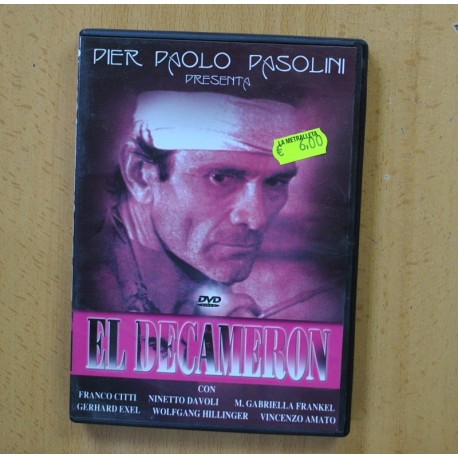 PIER PAOLO PASOLINI
PRESENTA
LA METRALLETA
€ 6,00
DVD
VIDEO
EL DECAMERON
CON
FRANCO CITTI NINETTO DAVOLI M. GABRIELLA FRANKEL
GERHARD EXEL WOLFGANG HILLINGER VINCENZO AMATO